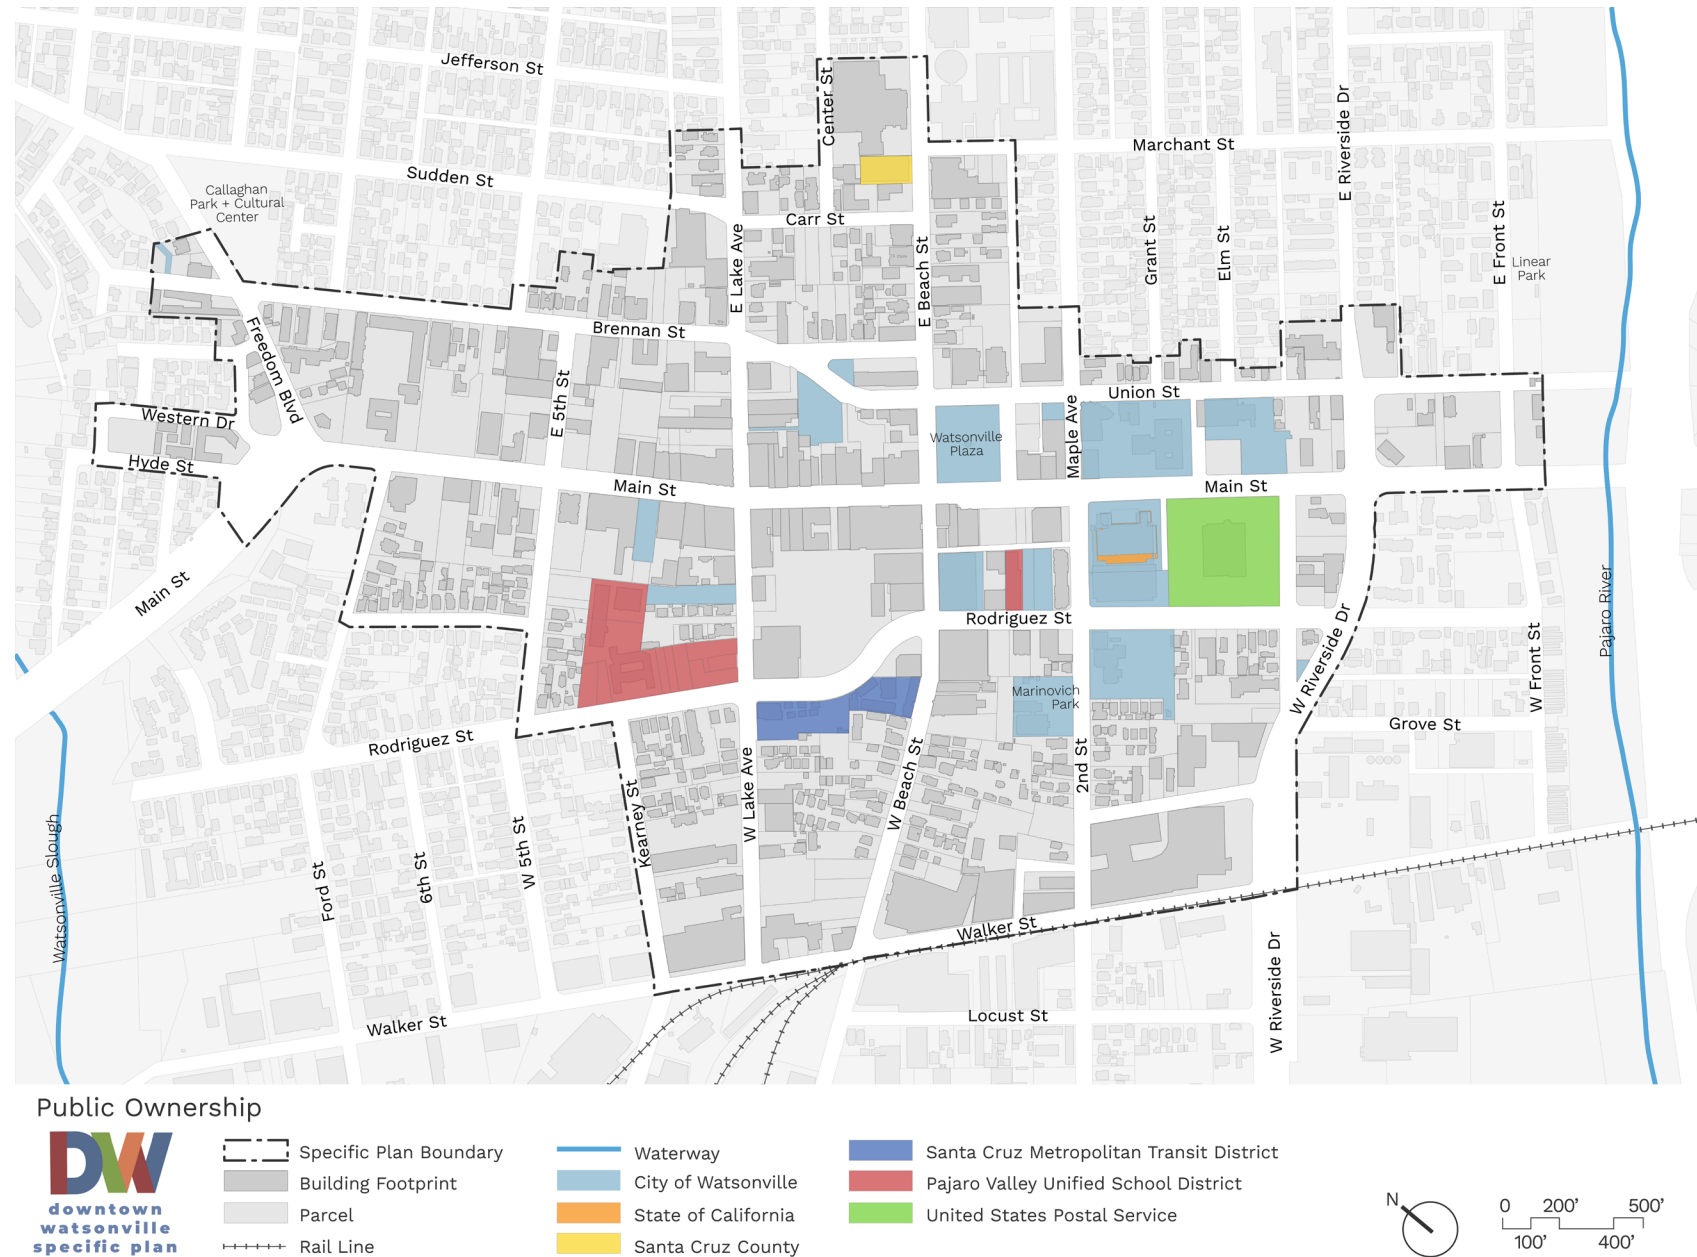 Jefferson St
Center St
E Riverside Dr
Marchant St
Sudden St
Callaghan
Park + Cultural
Center
Carr St
E Lake Ave
E Beach St
Grant St
Elm St
E Front St
Linear
Park
Brennan St
Freedom Blvd
E 5th St
Union St
Western Dr
Maple Ave
Watsonville
Plaza
Hyde St
Main St
Main St
Main St
Pajaro River
Rodriguez St
W Riverside Dr
W Front St
Marinovich
Park
Grove St
Rodriguez St
Kearney St
W Lake Ave
W Beach St
2nd St
Watsonville Slough
Ford St
6th St
W 5th St
Walker St
W Riverside Dr
Walker St
Locust St
Public Ownership
DW
downtown
watsonville
specific plan
Specific Plan Boundary
Building Footprint
Parcel
Rail Line
Waterway
City of Watsonville
State of California
Santa Cruz County
Santa Cruz Metropolitan Transit District
Pajaro Valley Unified School District
United States Postal Service
N
0 200' 500'
100' 400'